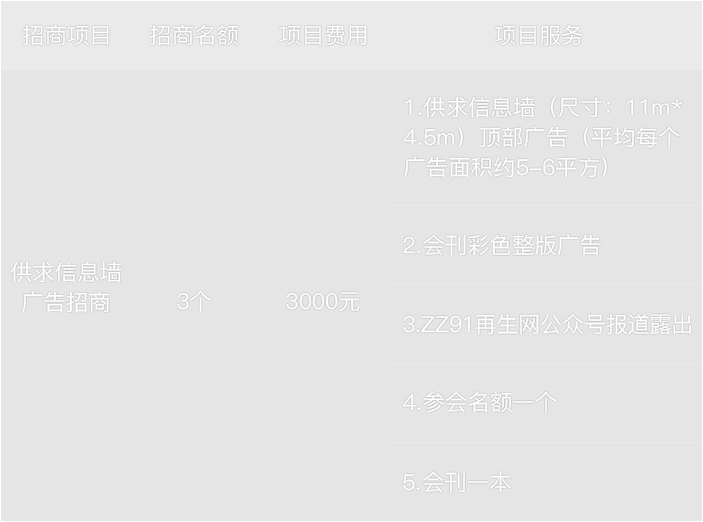 招商项目
招商名额
项目费用
项目服务
供求信息墙
广告招商
3个
3000元
1.供求信息墙（尺寸：11m*
4.5m）顶部广告（平均每个
广告面积约5-6平方）
2.会刊彩色整版广告
3.ZZ91再生网公众号报道露出
4.参会名额一个
5.会刊一本